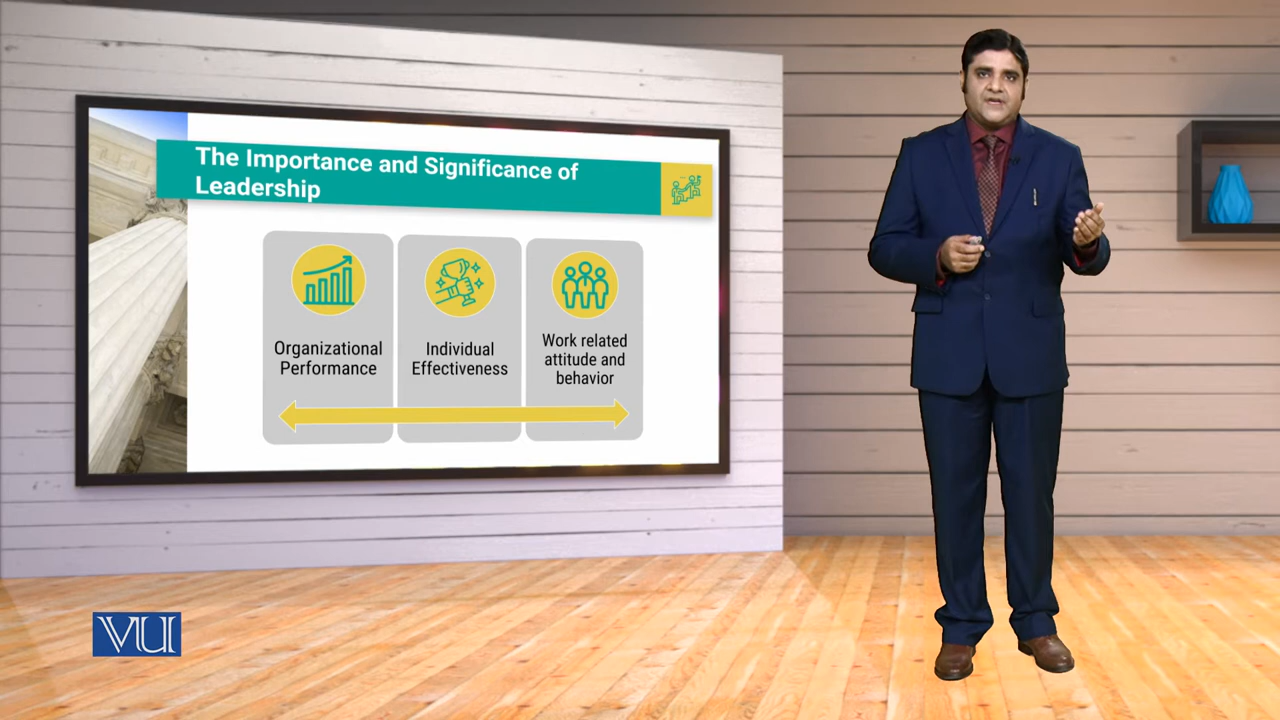 The Importance and Significance of
Leadership
Organizational
Performance
Individual
Effectiveness
Work related
attitude and
behavior
VU